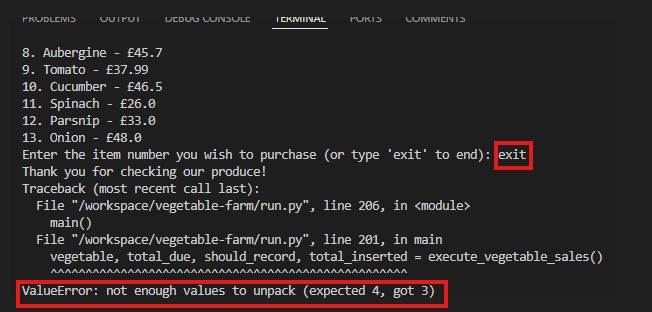 PROBLEMS OUTPUT DEBUG CONSOLE TERMINAL PORTS COMMENTS
8. Aubergine - £45.7
9. Tomato - £37.99
10. Cucumber - £46.5
11. Spinach - £26.0
12. Parsnip - £33.0
13. Onion - £48.0
Enter the item number you wish to purchase (or type 'exit' to end): exit
Thank you for checking our produce!
Traceback (most recent call last):
  File "/workspace/vegetable-farm/run.py", line 206, in <module>
    main()
  File "/workspace/vegetable-farm/run.py", line 201, in main
    vegetable, total_due, should_record, total_inserted = execute_vegetable_sales()
    ^^^^^^^^^^^^^^^^^^^^^^^^^^^^^^^^^^^^^^^^^^^^^^^^^^^
ValueError: not enough values to unpack (expected 4, got 3)